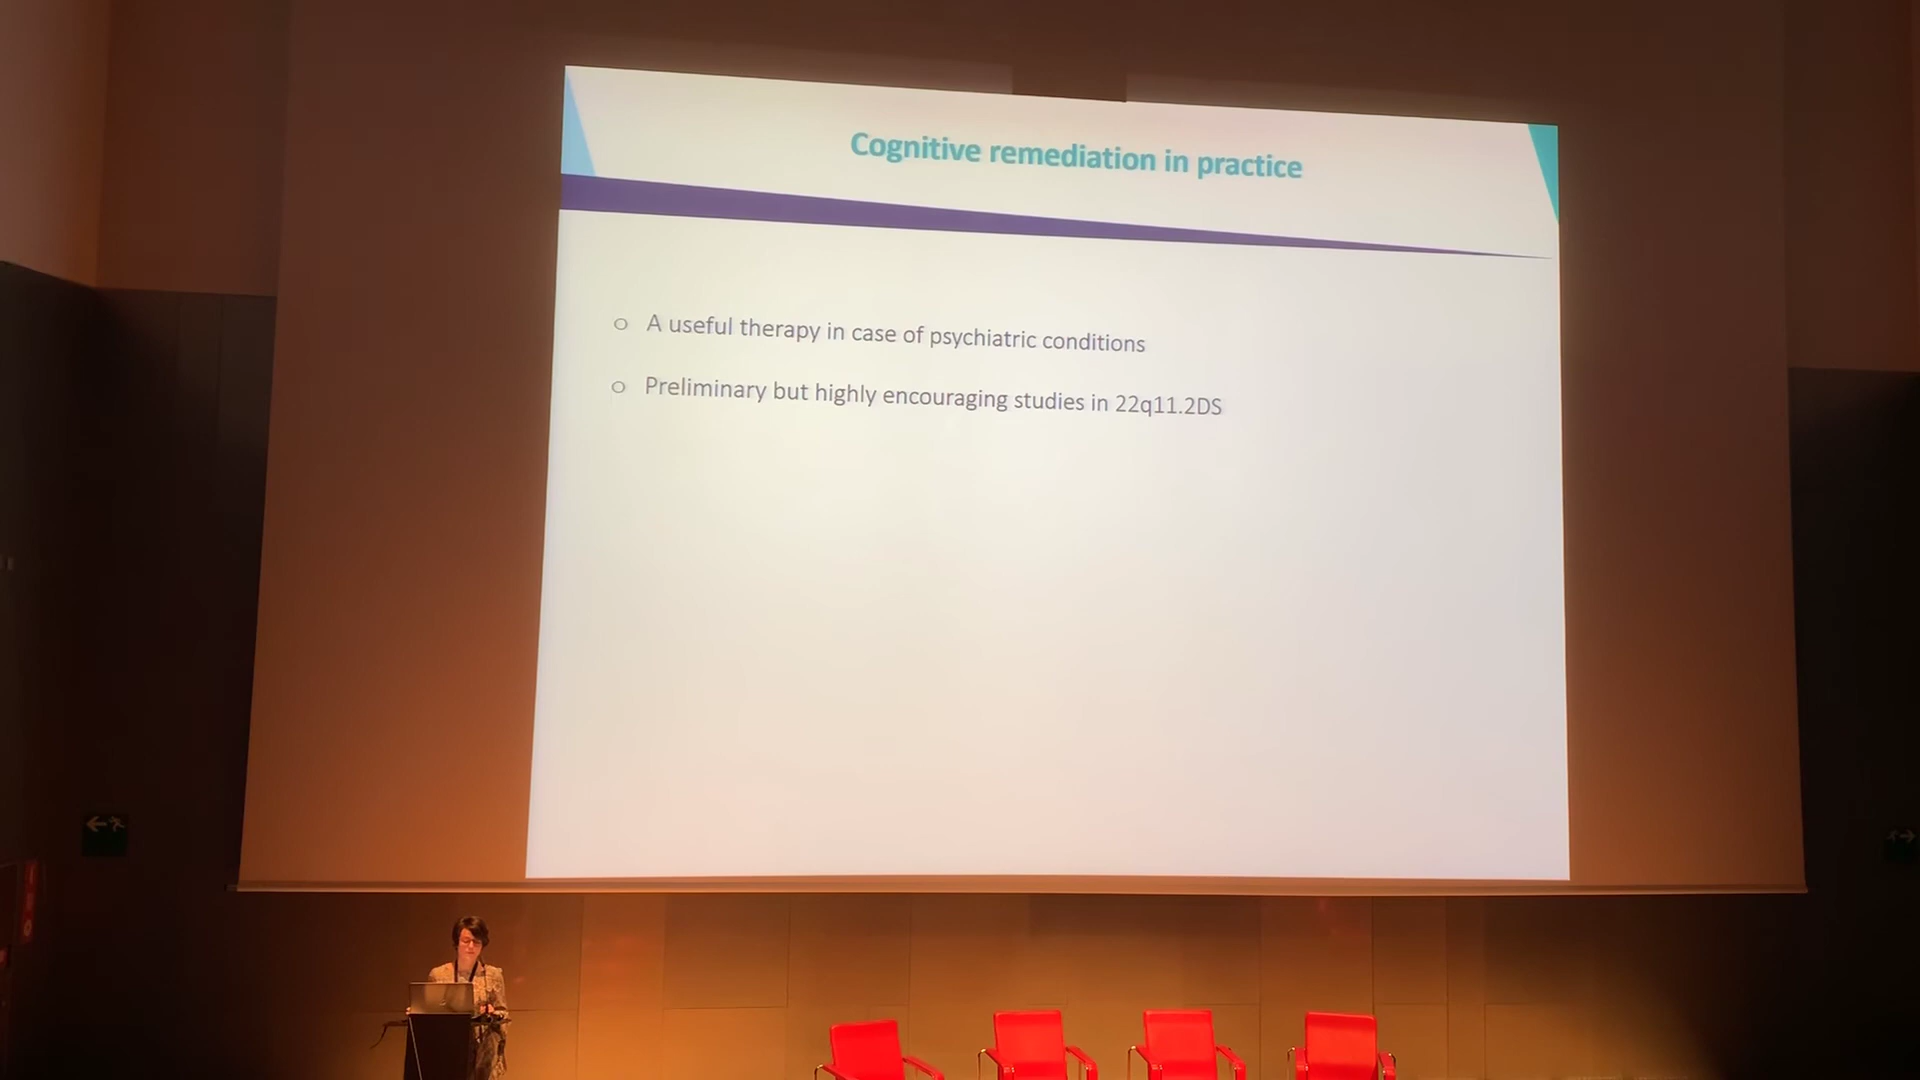 Cognitive remediation in practice
o A useful therapy in case of psychiatric conditions
o Preliminary but highly encouraging studies in 22q11.2DS